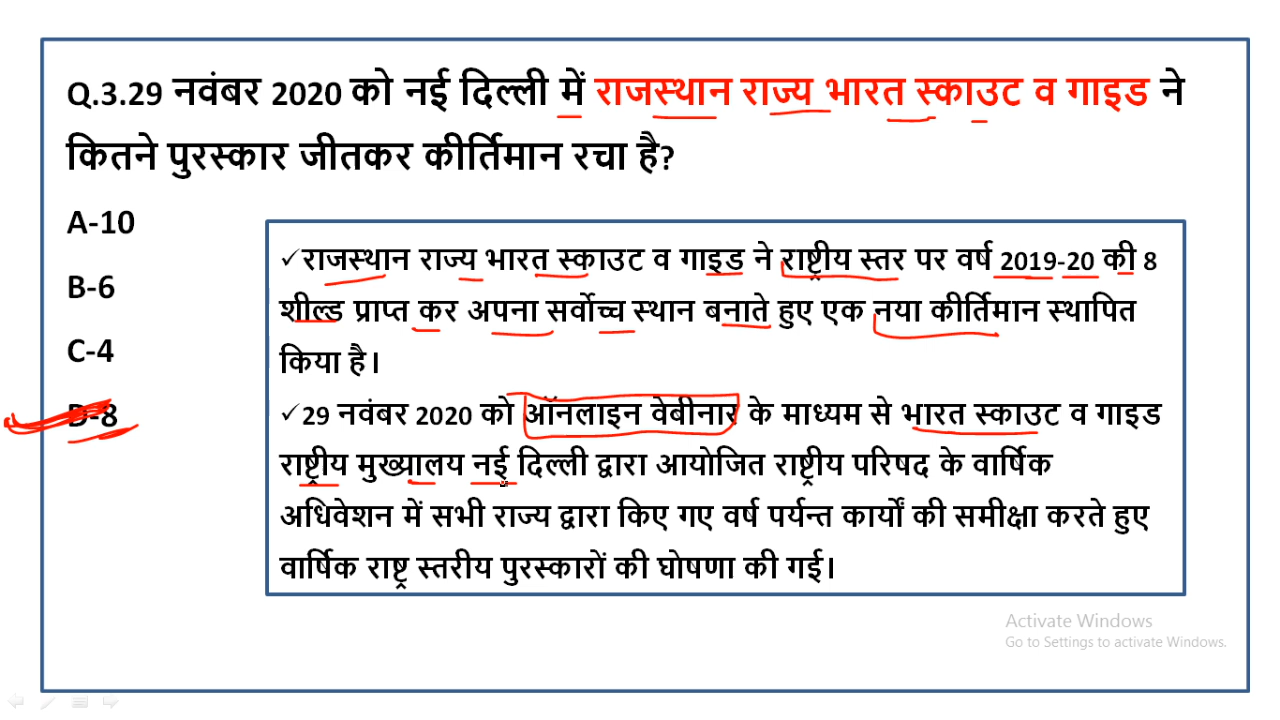 Q.3.29 नवंबर 2020 को नई दिल्ली में राजस्थान राज्य भारत स्काउट व गाइड ने
कितने पुरस्कार जीतकर कीर्तिमान रचा है?
A-10
B-6
C-4
D-8
✓राजस्थान राज्य भारत स्काउट व गाइड ने राष्ट्रीय स्तर पर वर्ष 2019-20 की 8
शील्ड प्राप्त कर अपना सर्वोच्च स्थान बनाते हुए एक नया कीर्तिमान स्थापित
किया है।
✓29 नवंबर 2020 को ऑनलाइन वेबीनार के माध्यम से भारत स्काउट व गाइड
राष्ट्रीय मुख्यालय नई दिल्ली द्वारा आयोजित राष्ट्रीय परिषद के वार्षिक
अधिवेशन में सभी राज्य द्वारा किए गए वर्ष पर्यन्त कार्यों की समीक्षा करते हुए
वार्षिक राष्ट्र स्तरीय पुरस्कारों की घोषणा की गई।
Activate Windows
Go to Settings to activate Windows.